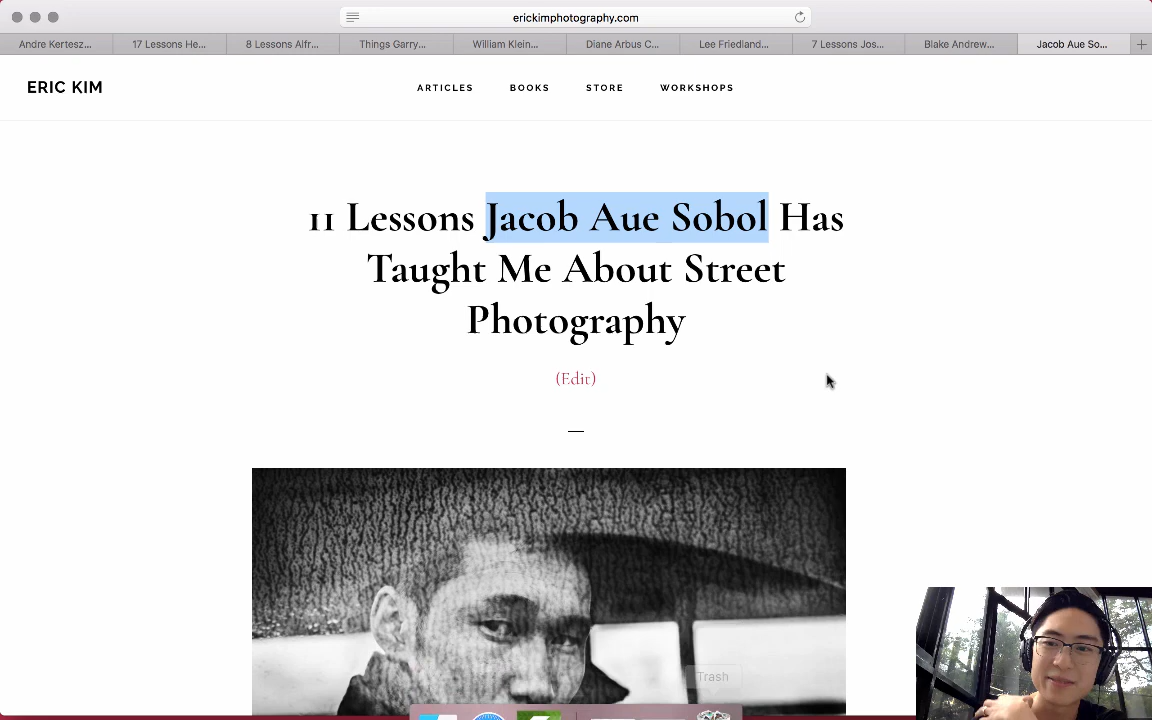 erickimphotography.com
Andre Kertesz...
17 Lessons He...
8 Lessons Alfr...
Things Garry...
William Klein...
Diane Arbus C...
Lee Friedland...
7 Lessons Jos...
Blake Andrew...
Jacob Aue So...
ERIC KIM
ARTICLES
BOOKS
STORE
WORKSHOPS
11 Lessons Jacob Aue Sobol Has
Taught Me About Street
Photography
(Edit)
Trash